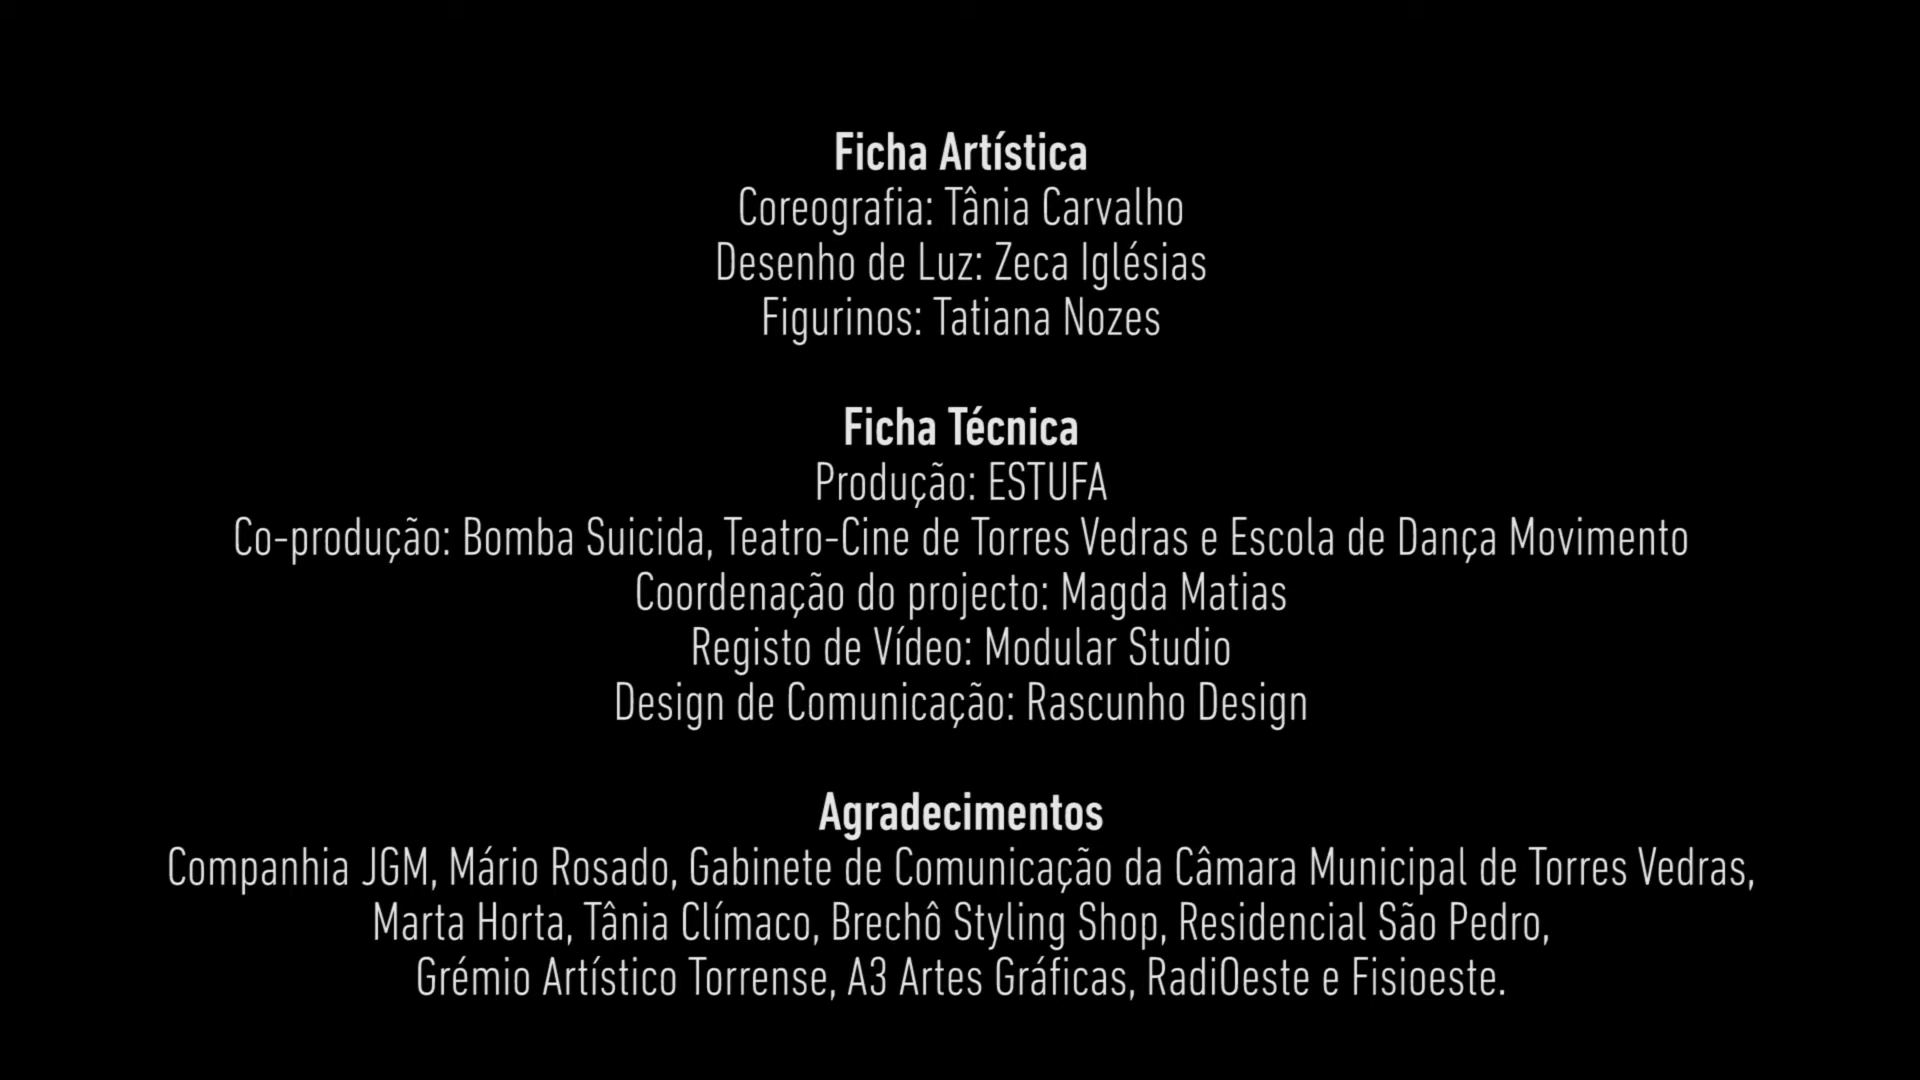 Ficha Artística
Coreografia: Tânia Carvalho
Desenho de Luz: Zeca Iglésias
Figurinos: Tatiana Nozes
Ficha Técnica
Produção: ESTUFA
Co-produção: Bomba Suicida, Teatro-Cine de Torres Vedras e Escola de Dança Movimento
Coordenação do projecto: Magda Matias
Registo de Vídeo: Modular Studio
Design de Comunicação: Rascunho Design
Agradecimentos
Companhia JGM, Mário Rosado, Gabinete de Comunicação da Câmara Municipal de Torres Vedras,
Marta Horta, Tânia Clímaco, Brechô Styling Shop, Residencial São Pedro,
Grémio Artístico Torrense, A3 Artes Gráficas, RadiOeste e Fisioeste.